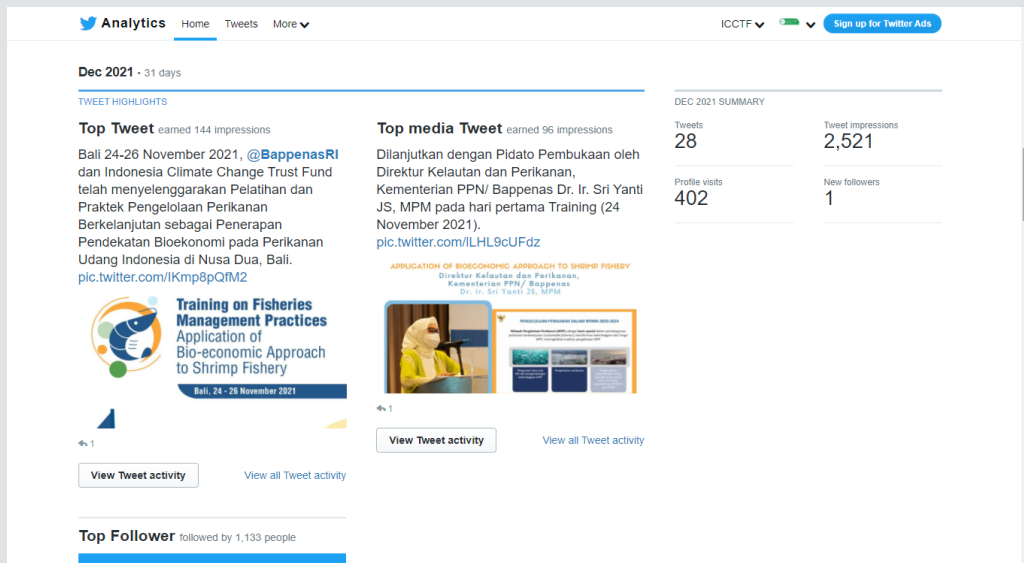 Analytics Home Tweets More ICCTF Sign up for Twitter Ads
Dec 2021 • 31 days
TWEET HIGHLIGHTS
Top Tweet earned 144 impressions
Bali 24-26 November 2021, @BappenasRI
dan Indonesia Climate Change Trust Fund
telah menyelenggarakan Pelatihan dan
Praktek Pengelolaan Perikanan
Berkelanjutan sebagai Penerapan
Pendekatan Bioekonomi pada Perikanan
Udang Indonesia di Nusa Dua, Bali.
pic.twitter.com/IKmp8pQfM2
Training on Fisheries
Management Practices
Application of
Bio-economic Approach
to Shrimp Fishery
Bali, 24 - 26 November 2021
1
View Tweet activity View all Tweet activity
Top media Tweet earned 96 impressions
Dilanjutkan dengan Pidato Pembukaan oleh
Direktur Kelautan dan Perikanan,
Kementerian PPN/ Bappenas Dr. Ir. Sri Yanti
JS, MPM pada hari pertama Training (24
November 2021).
pic.twitter.com/lLHL9cUFdz
APPLICATION OF BIOECONOMIC APPROACH TO SHRIMP FISHERY
Direktur Kelautan dan Perikanan,
Kementerian PPN/ Bappenas
Dr. Ir. Sri Yanti JS, MPM
1
View Tweet activity View all Tweet activity
DEC 2021 SUMMARY
Tweets Tweet impressions
28 2,521
Profile visits New followers
402 1
Top Follower followed by 1,133 people